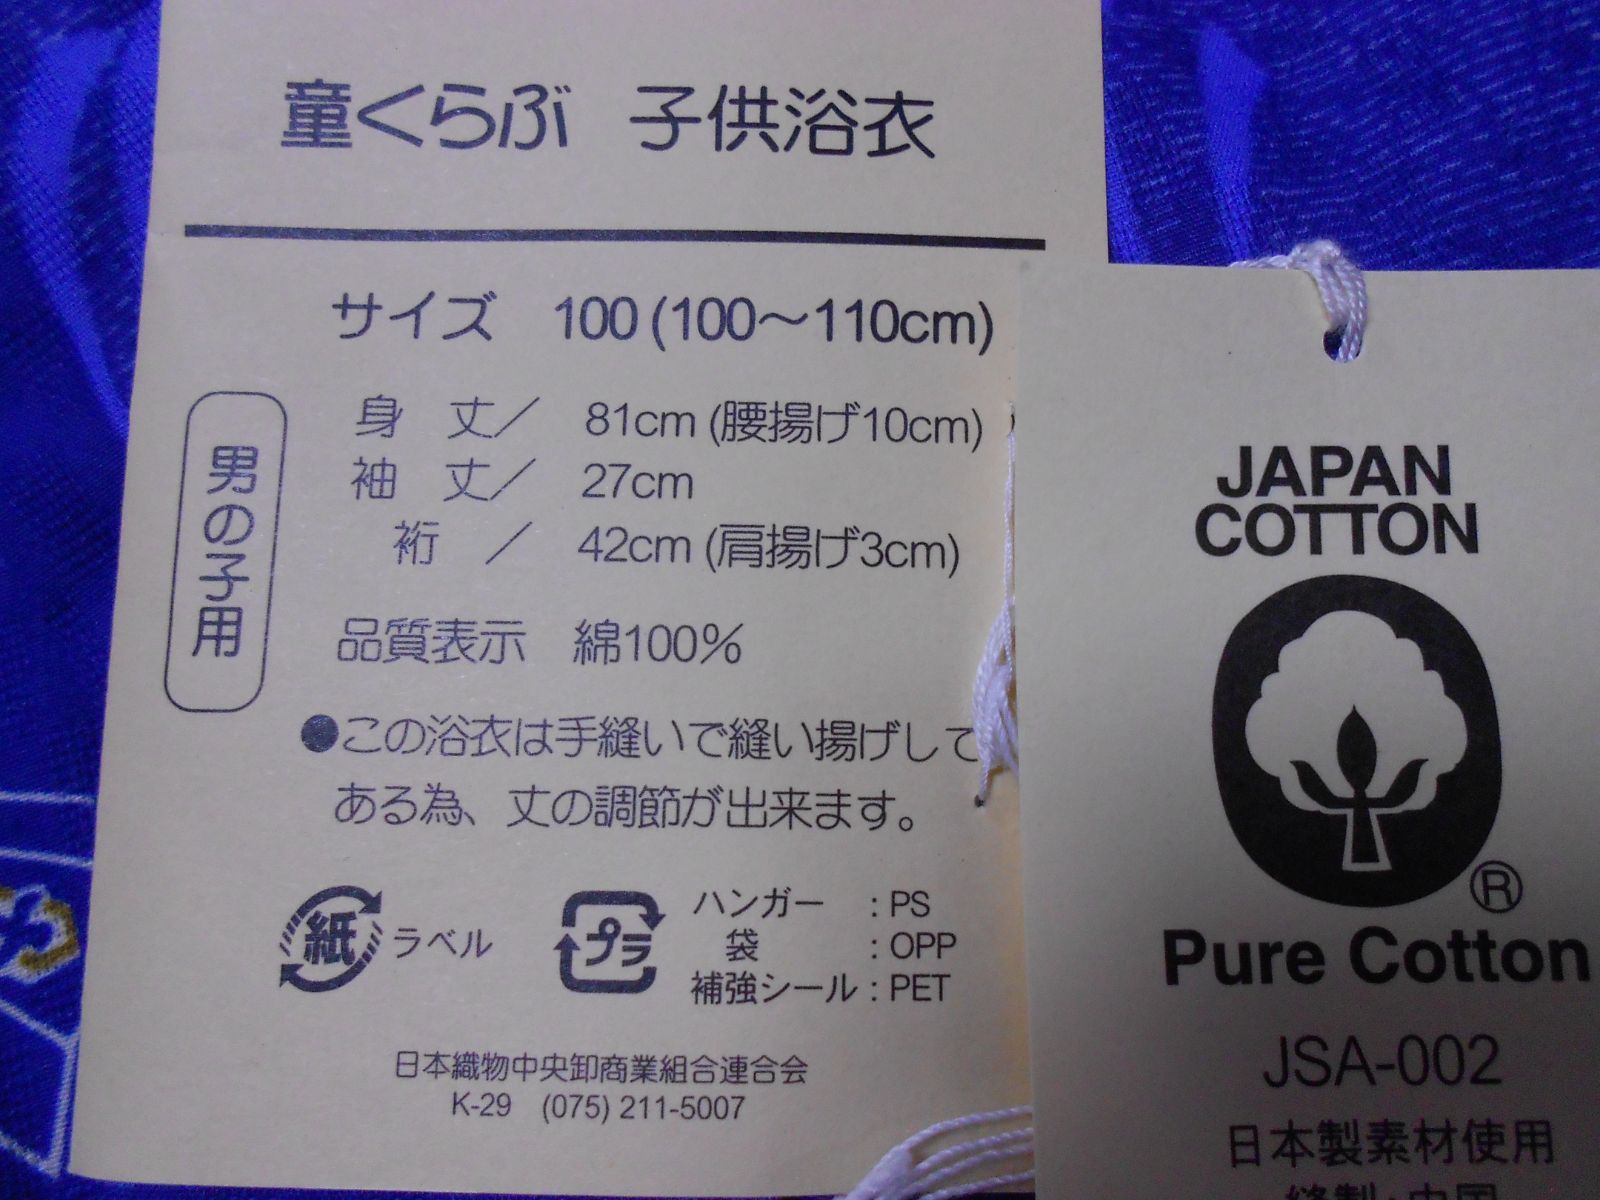 童くらぶ 子供浴衣
サイズ 100(100〜110cm)
男の子用
身 丈／ 81cm(腰揚げ10cm)
袖 丈／ 27cm
裄 ／ 42cm(肩揚げ3cm)
品質表示 綿100%
●この浴衣は手縫いで縫い揚げして
ある為、丈の調節が出来ます。
紙 ラベル
プラ
ハンガー : PS
袋 : OPP
補強シール : PET
日本織物中央卸商業組合連合会
K-29 (075) 211-5007
JAPAN
COTTON
®
Pure Cotton
JSA-002
日本製素材使用
縫製:中国